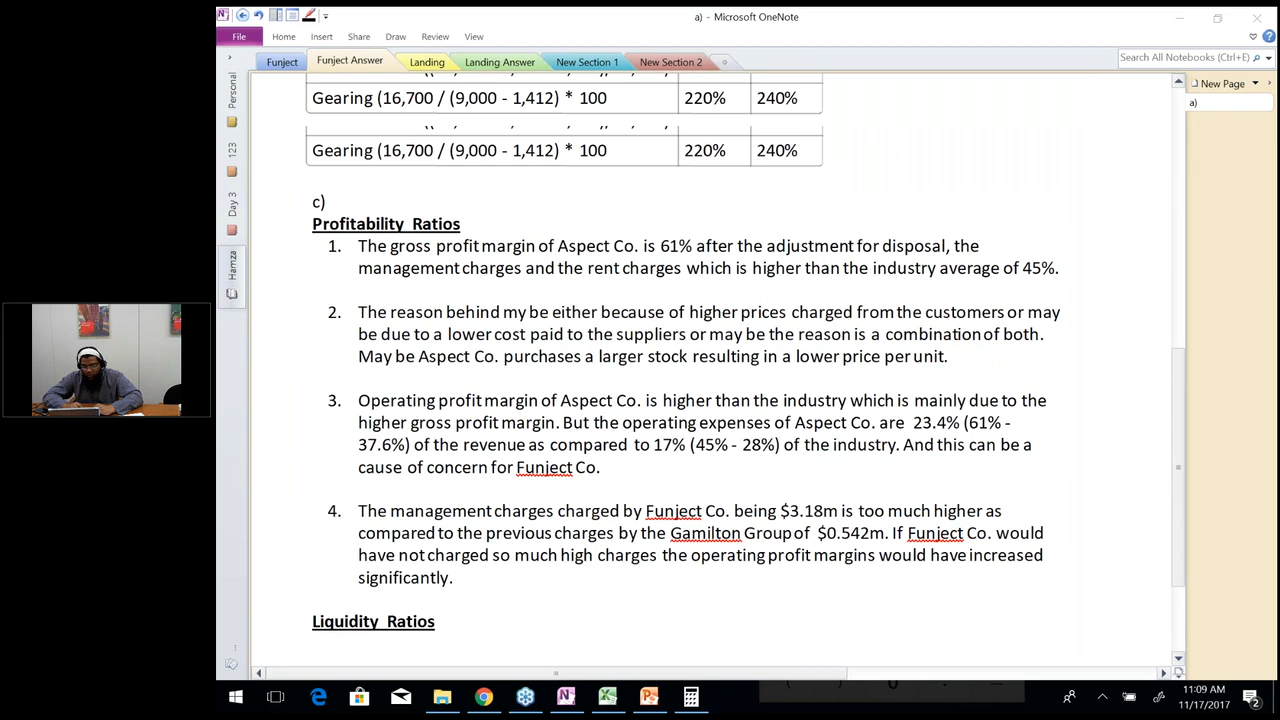 a) - Microsoft OneNote
File Home Insert Share Draw Review View
Funject Funject Answer Landing Landing Answer New Section 1 New Section 2
Search All Notebooks (Ctrl+E)
New Page
a)
Personal
123
Day 3
Hamza
Gearing (16,700 / (9,000 - 1,412) * 100 220% 240%
Gearing (16,700 / (9,000 - 1,412) * 100 220% 240%
c)
Profitability Ratios
1. The gross profit margin of Aspect Co. is 61% after the adjustment for disposal, the
management charges and the rent charges which is higher than the industry average of 45%.
2. The reason behind my be either because of higher prices charged from the customers or may
be due to a lower cost paid to the suppliers or may be the reason is a combination of both.
May be Aspect Co. purchases a larger stock resulting in a lower price per unit.
3. Operating profit margin of Aspect Co. is higher than the industry which is mainly due to the
higher gross profit margin. But the operating expenses of Aspect Co. are 23.4% (61% -
37.6%) of the revenue as compared to 17% (45% - 28%) of the industry. And this can be a
cause of concern for Funject Co.
4. The management charges charged by Funject Co. being $3.18m is too much higher as
compared to the previous charges by the Gamilton Group of $0.542m. If Funject Co. would
have not charged so much high charges the operating profit margins would have increased
significantly.
Liquidity Ratios
11:09 AM
11/17/2017
2